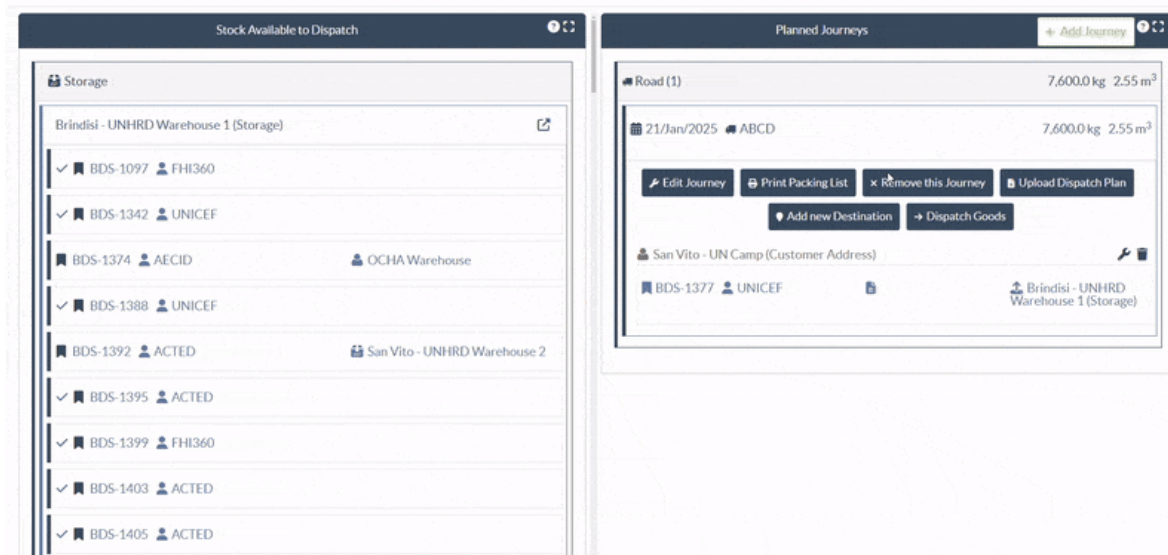 Stock Available to Dispatch
Storage
Brindisi - UNHRD Warehouse 1 (Storage)
BDS-1097 FHI360
BDS-1342 UNICEF
BDS-1374 AECID OCHA Warehouse
BDS-1388 UNICEF
BDS-1392 ACTED San Vito - UNHRD Warehouse 2
BDS-1395 ACTED
BDS-1399 FHI360
BDS-1403 ACTED
BDS-1405 ACTED
Planned Journeys
+ Add Journey
Road (1) 7,600.0 kg 2.55 m³
21/Jan/2025 ABCD 7,600.0 kg 2.55 m³
Edit Journey Print Packing List × Remove this Journey Upload Dispatch Plan
Add new Destination → Dispatch Goods
San Vito - UN Camp (Customer Address)
BDS-1377 UNICEF Brindisi - UNHRD
Warehouse 1 (Storage)